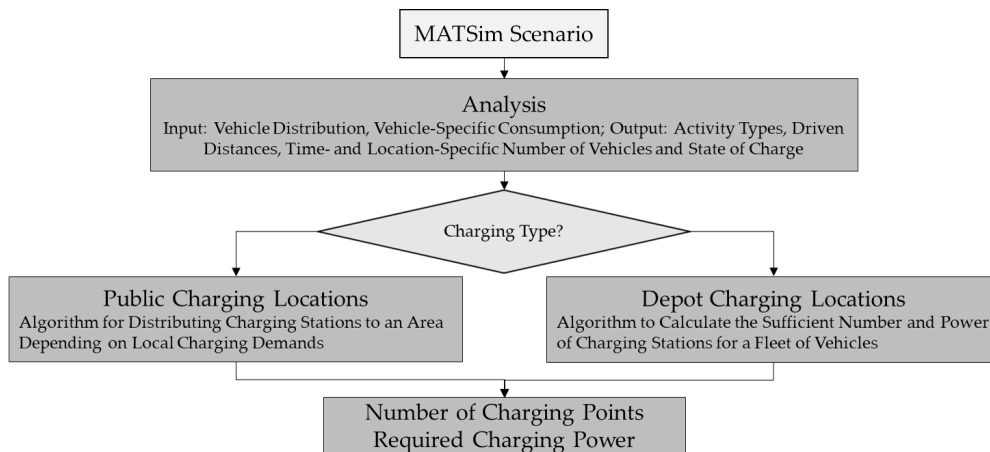 MATSim Scenario
Analysis
Input: Vehicle Distribution, Vehicle-Specific Consumption; Output: Activity Types, Driven
Distances, Time- and Location-Specific Number of Vehicles and State of Charge
Charging Type?
Public Charging Locations
Algorithm for Distributing Charging Stations to an Area
Depending on Local Charging Demands
Depot Charging Locations
Algorithm to Calculate the Sufficient Number and Power
of Charging Stations for a Fleet of Vehicles
Number of Charging Points
Required Charging Power